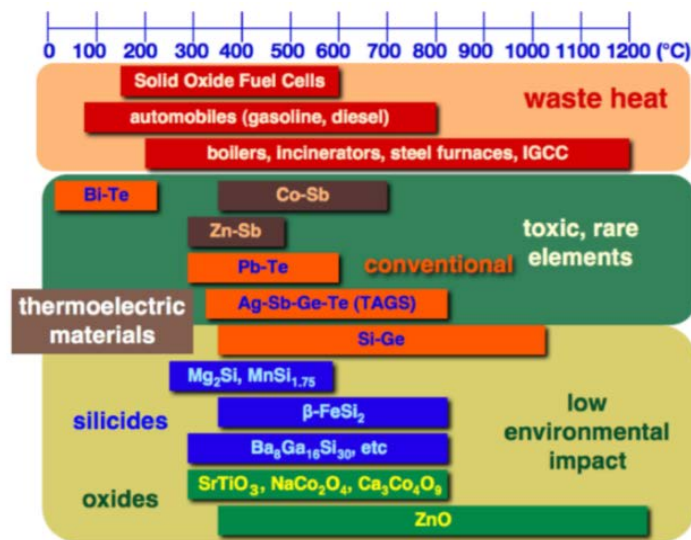 0 100 200 300 400 500 600 700 800 900 1000 1100 1200 (°C)
Solid Oxide Fuel Cells
waste heat
automobiles (gasoline, diesel)
boilers, incinerators, steel furnaces, IGCC
Bi-Te
Co-Sb
Zn-Sb
toxic, rare
elements
Pb-Te
conventional
thermoelectric
materials
Ag-Sb-Ge-Te (TAGS)
Si-Ge
Mg₂Si, MnSi₁.₇₅
silicides
β-FeSi₂
low
environmental
impact
Ba₈Ga₁₆Si₃₀, etc
oxides
SrTiO₃, NaCo₂O₄, Ca₃Co₄O₉
ZnO